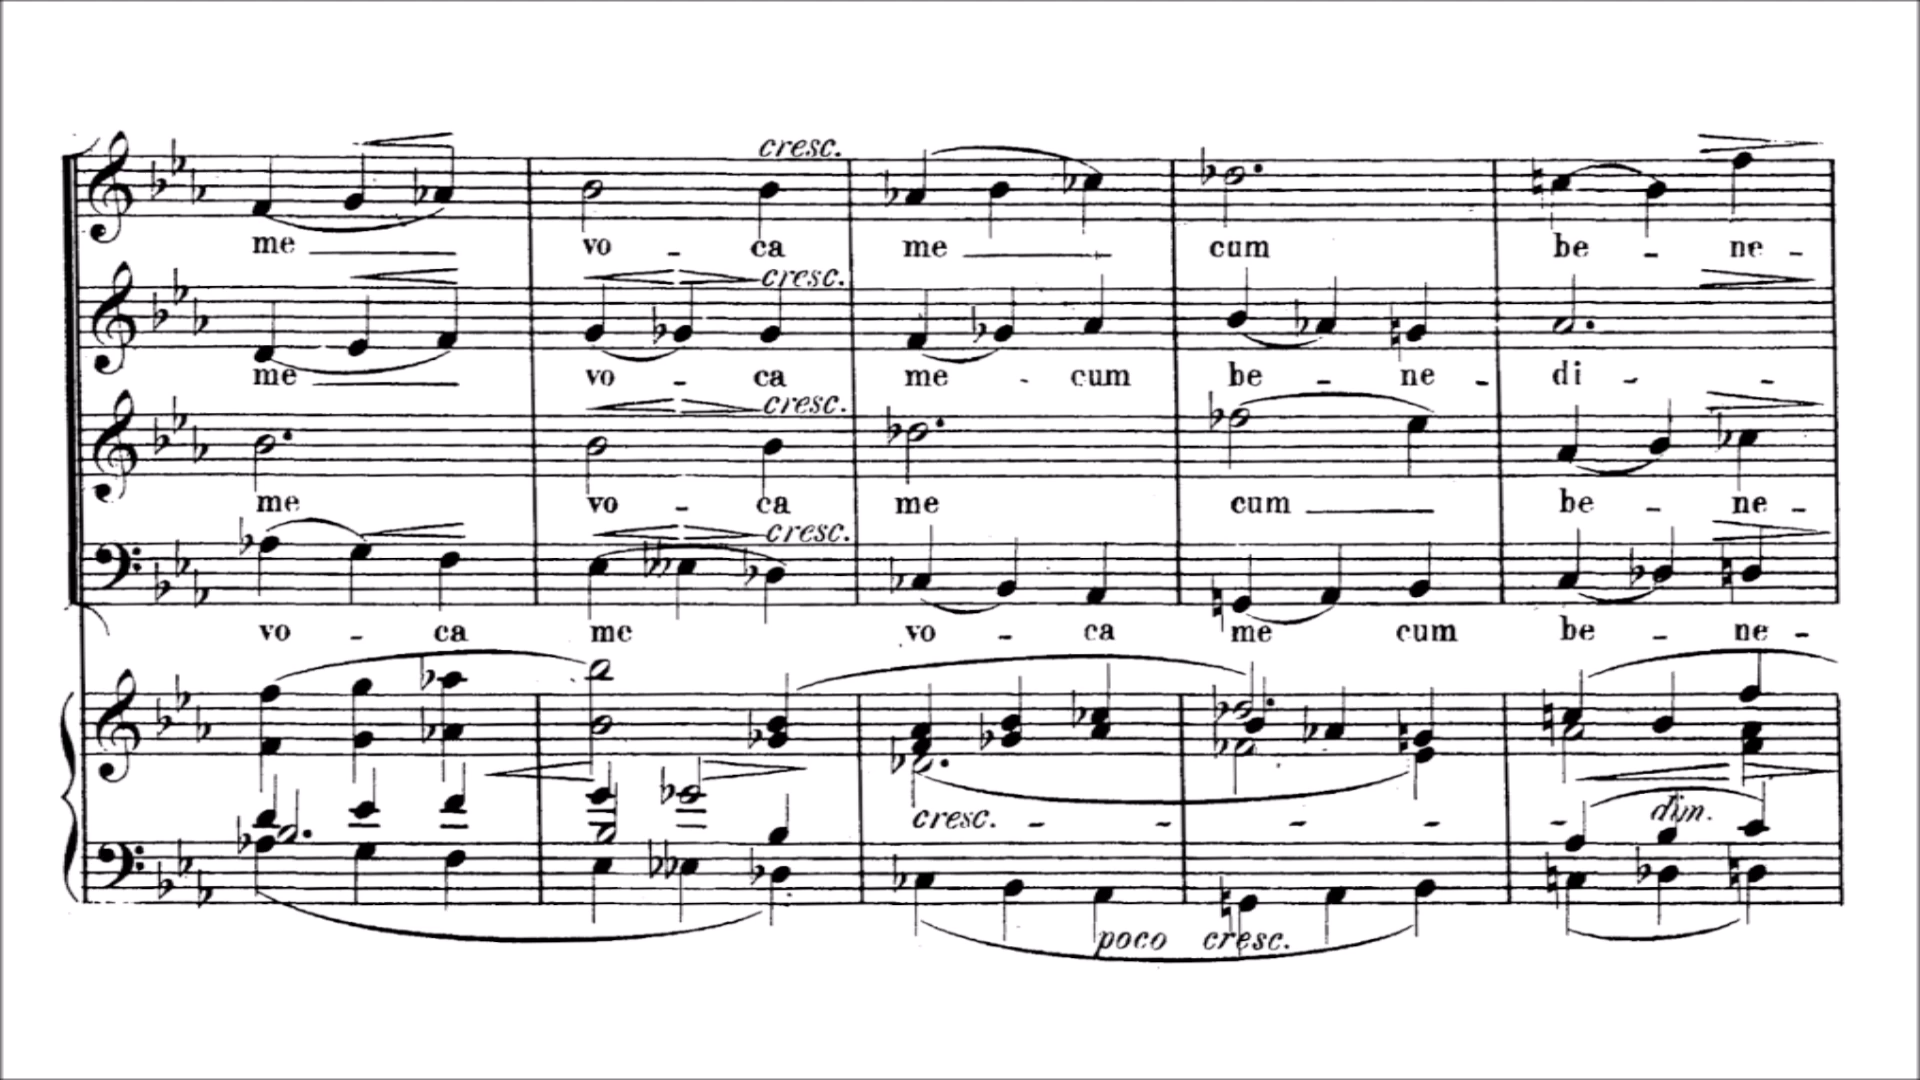 cresc.
me vo - ca me cum be - ne -
cresc.
me vo - ca me - cum be - ne - di - -
cresc.
me vo - ca me cum be - ne -
cresc.
vo - ca me vo - ca me cum be - ne -
cresc. - - - - - dim.
poco cresc.